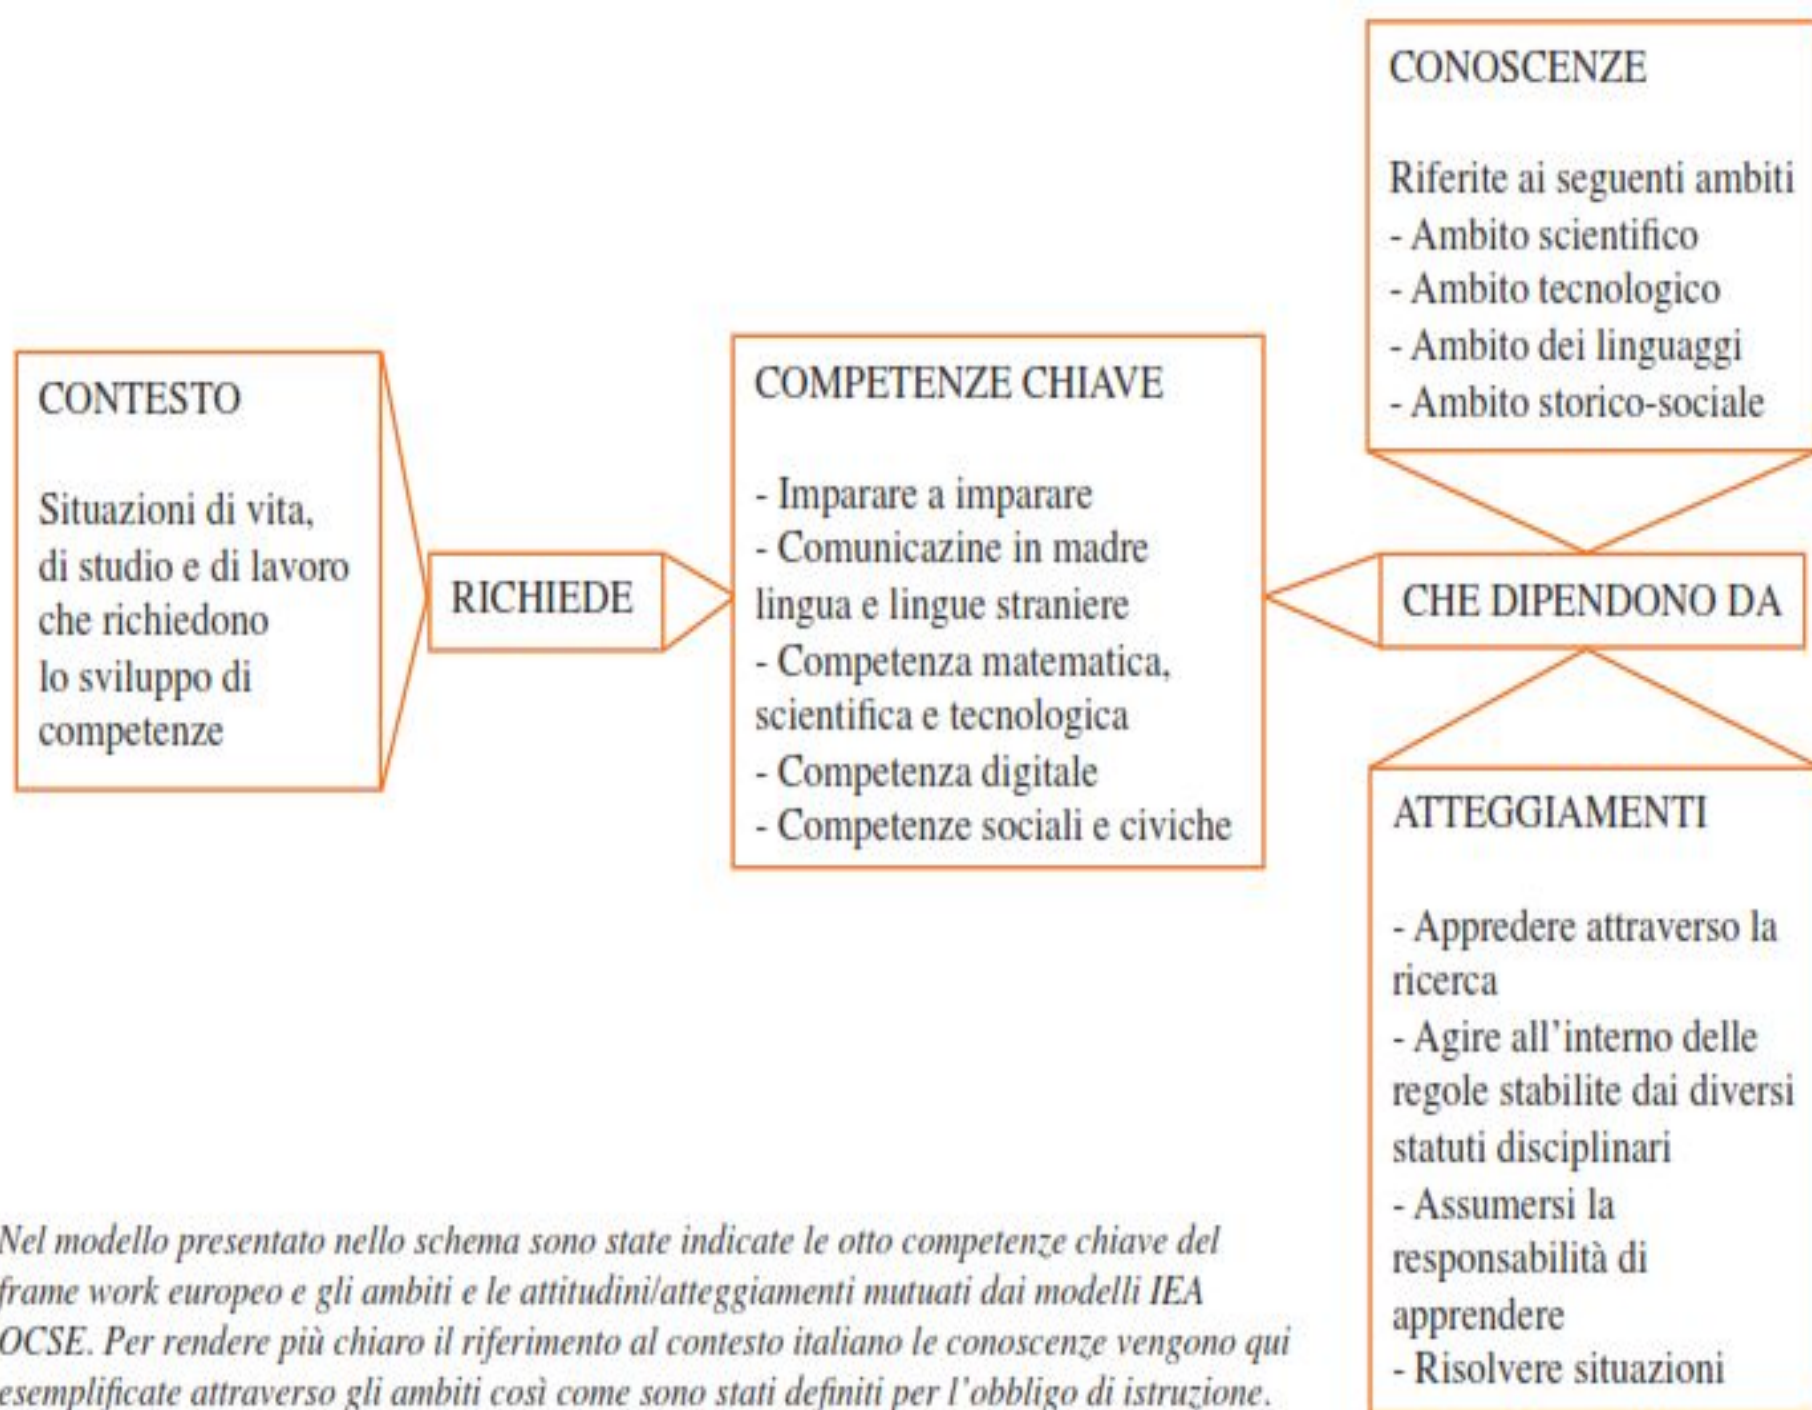 CONTESTO
Situazioni di vita,
di studio e di lavoro
che richiedono
lo sviluppo di
competenze
RICHIEDE
COMPETENZE CHIAVE
- Imparare a imparare
- Comunicazine in madre
lingua e lingue straniere
- Competenza matematica,
scientifica e tecnologica
- Competenza digitale
- Competenze sociali e civiche
CONOSCENZE
Riferite ai seguenti ambiti
- Ambito scientifico
- Ambito tecnologico
- Ambito dei linguaggi
- Ambito storico-sociale
CHE DIPENDONO DA
ATTEGGIAMENTI
- Appredere attraverso la
ricerca
- Agire all’interno delle
regole stabilite dai diversi
statuti disciplinari
- Assumersi la
responsabilità di
apprendere
- Risolvere situazioni
Nel modello presentato nello schema sono state indicate le otto competenze chiave del
frame work europeo e gli ambiti e le attitudini/atteggiamenti mutuati dai modelli IEA
OCSE. Per rendere più chiaro il riferimento al contesto italiano le conoscenze vengono qui
esemplificate attraverso gli ambiti così come sono stati definiti per l’obbligo di istruzione.